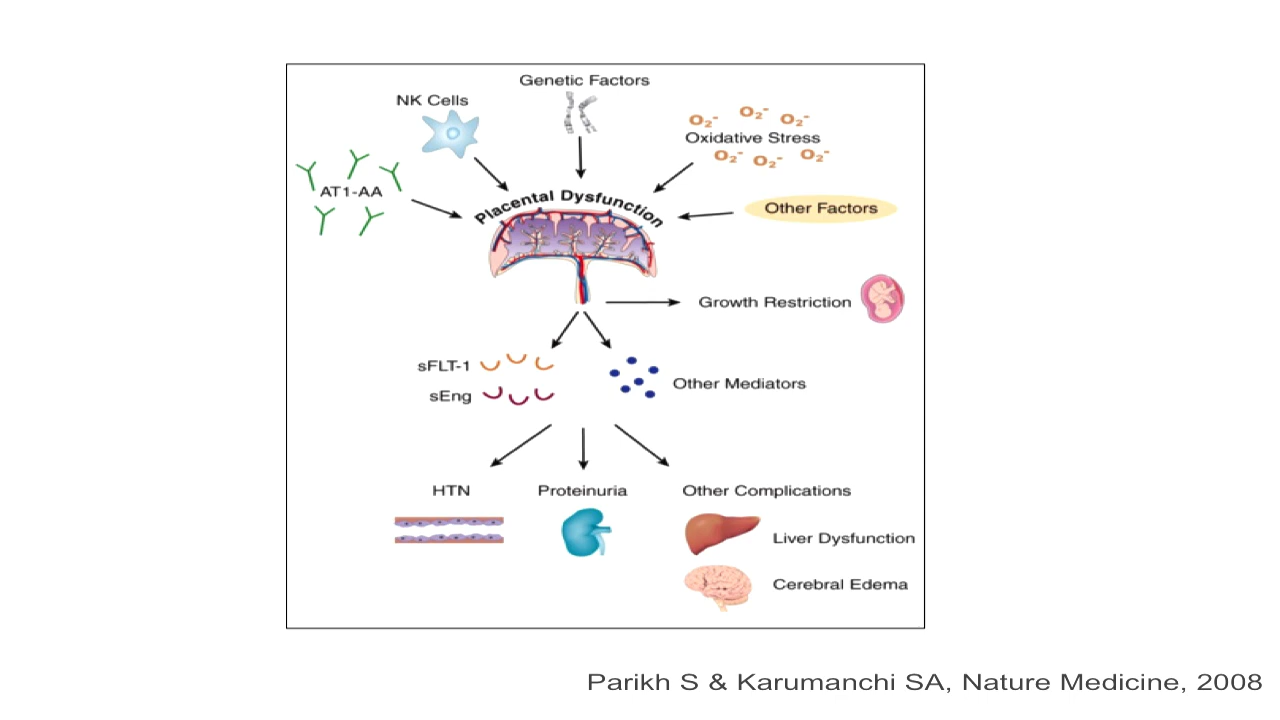 Genetic Factors
NK Cells
O₂⁻ O₂⁻ O₂⁻
Oxidative Stress
O₂⁻ O₂⁻ O₂⁻
AT1-AA
Placental Dysfunction
Other Factors
Growth Restriction
sFLT-1
Other Mediators
sEng
HTN
Proteinuria
Other Complications
Liver Dysfunction
Cerebral Edema
Parikh S & Karumanchi SA, Nature Medicine, 2008